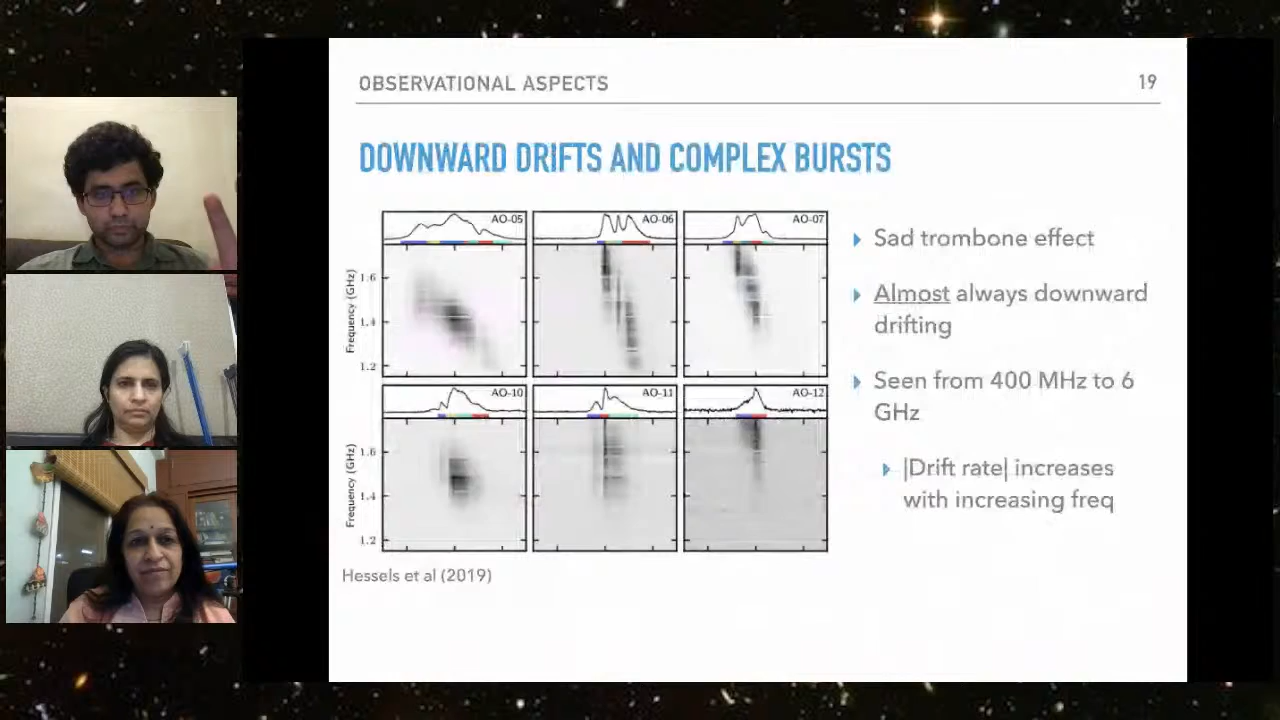 OBSERVATIONAL ASPECTS
19
DOWNWARD DRIFTS AND COMPLEX BURSTS
AO-05
AO-06
AO-07
Frequency (GHz)
1.6
1.4
1.2
AO-10
AO-11
AO-12
Frequency (GHz)
1.6
1.4
1.2
Hessels et al (2019)
Sad trombone effect
Almost always downward
drifting
Seen from 400 MHz to 6
GHz
|Drift rate| increases
with increasing freq